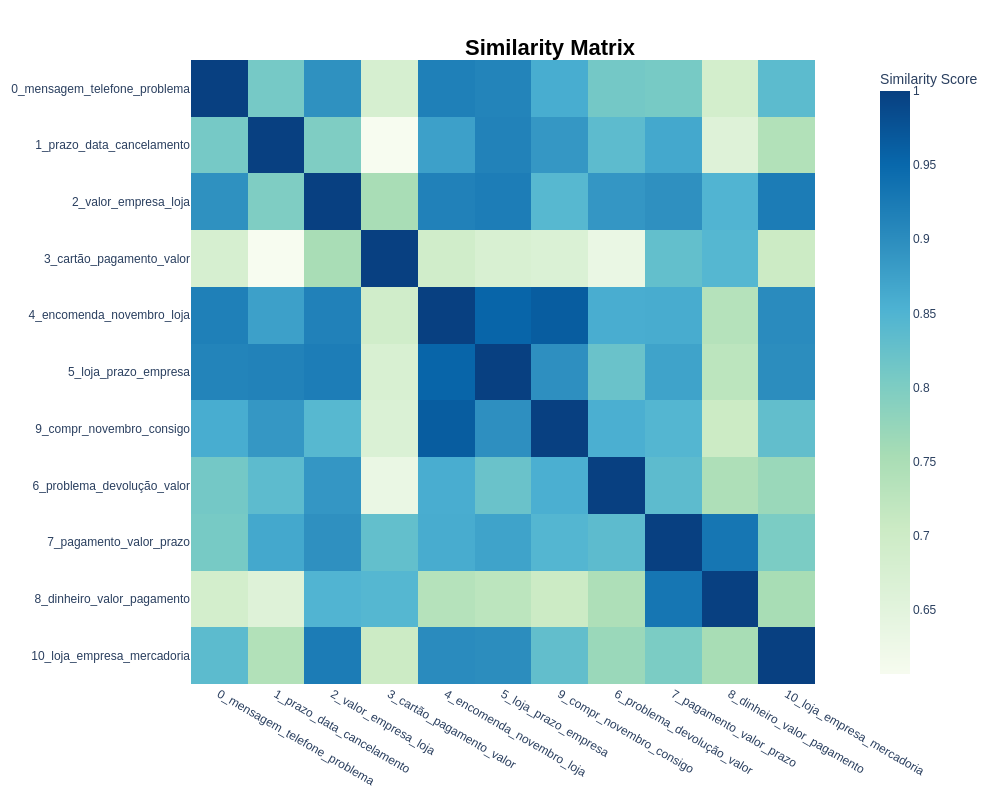 Similarity Matrix
Similarity Score
0_mensagem_telefone_problema
1_prazo_data_cancelamento
2_valor_empresa_loja
3_cartão_pagamento_valor
4_encomenda_novembro_loja
5_loja_prazo_empresa
9_compr_novembro_consigo
6_problema_devolução_valor
7_pagamento_valor_prazo
8_dinheiro_valor_pagamento
10_loja_empresa_mercadoria
0_mensagem_telefone_problema
1_prazo_data_cancelamento
2_valor_empresa_loja
3_cartão_pagamento_valor
4_encomenda_novembro_loja
5_loja_prazo_empresa
9_compr_novembro_consigo
6_problema_devolução_valor
7_pagamento_valor_prazo
8_dinheiro_valor_pagamento
10_loja_empresa_mercadoria
1
0.95
0.9
0.85
0.8
0.75
0.7
0.65